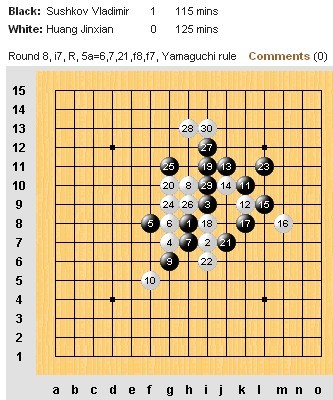 Black: Sushkov Vladimir 1 115 mins
White: Huang Jinxian 0 125 mins
Round 8, i7, R, 5a=6,7,21,f8,f7, Yamaguchi rule Comments (0)
15
14
13 28 30
12 27
11 25 19 13 23
10 20 8 29 14 11
9 24 26 3 12 15
8 5 6 1 18 17 16
7 4 7 2 21
6 9 22
5 10
4
3
2
1
a b c d e f g h i j k l m n o